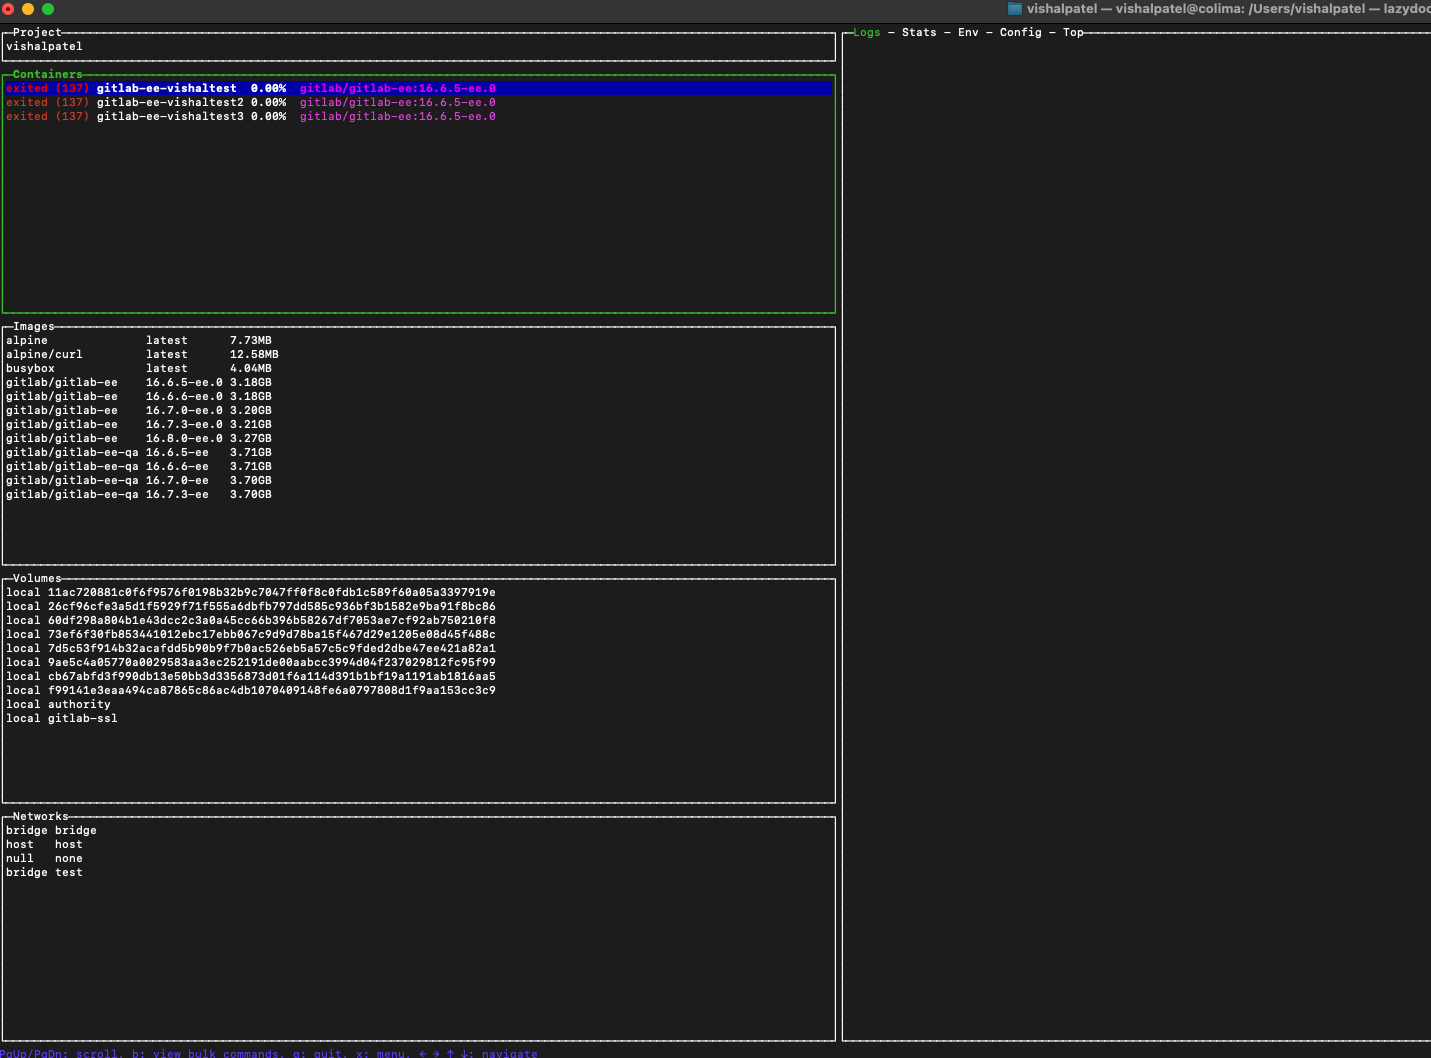 vishalpatel — vishalpatel@colima: /Users/vishalpatel — lazydoc
Project
vishalpatel
Containers
exited (137) gitlab-ee-vishaltest 0.00% gitlab/gitlab-ee:16.6.5-ee.0
exited (137) gitlab-ee-vishaltest2 0.00% gitlab/gitlab-ee:16.6.5-ee.0
exited (137) gitlab-ee-vishaltest3 0.00% gitlab/gitlab-ee:16.6.5-ee.0
Images
alpine latest 7.73MB
alpine/curl latest 12.58MB
busybox latest 4.04MB
gitlab/gitlab-ee 16.6.5-ee.0 3.18GB
gitlab/gitlab-ee 16.6.6-ee.0 3.18GB
gitlab/gitlab-ee 16.7.0-ee.0 3.20GB
gitlab/gitlab-ee 16.7.3-ee.0 3.21GB
gitlab/gitlab-ee 16.8.0-ee.0 3.27GB
gitlab/gitlab-ee-qa 16.6.5-ee 3.71GB
gitlab/gitlab-ee-qa 16.6.6-ee 3.71GB
gitlab/gitlab-ee-qa 16.7.0-ee 3.70GB
gitlab/gitlab-ee-qa 16.7.3-ee 3.70GB
Volumes
local 11ac720881c0f6f9576f0198b32b9c7047ff0f8c0fdb1c589f60a05a3397919e
local 26cf96cfe3a5d1f5929f71f555a6dbfb797dd585c936bf3b1582e9ba91f8bc86
local 60df298a804b1e43dcc2c3a0a45cc66b396b58267df7053ae7cf92ab750210f8
local 73ef6f30fb853441012ebc17ebb067c9d9d78ba15f467d29e1205e08d45f488c
local 7d5c53f914b32acafdd5b90b9f7b0ac526eb5a57c5c9fded2dbe47ee421a82a1
local 9ae5c4a05770a0029583aa3ec252191de00aabcc3994d04f237029812fc95f99
local cb67abfd3f990db13e50bb3d3356873d01f6a114d391b1bf19a1191ab1816aa5
local f99141e3eaa494ca87865c86ac4db1070409148fe6a0797808d1f9aa153cc3c9
local authority
local gitlab-ssl
Networks
bridge bridge
host host
null none
bridge test
PgUp/PgDn: scroll, b: view bulk commands, q: quit, x: menu, ← → ↑ ↓: navigate
Logs — Stats — Env — Config — Top